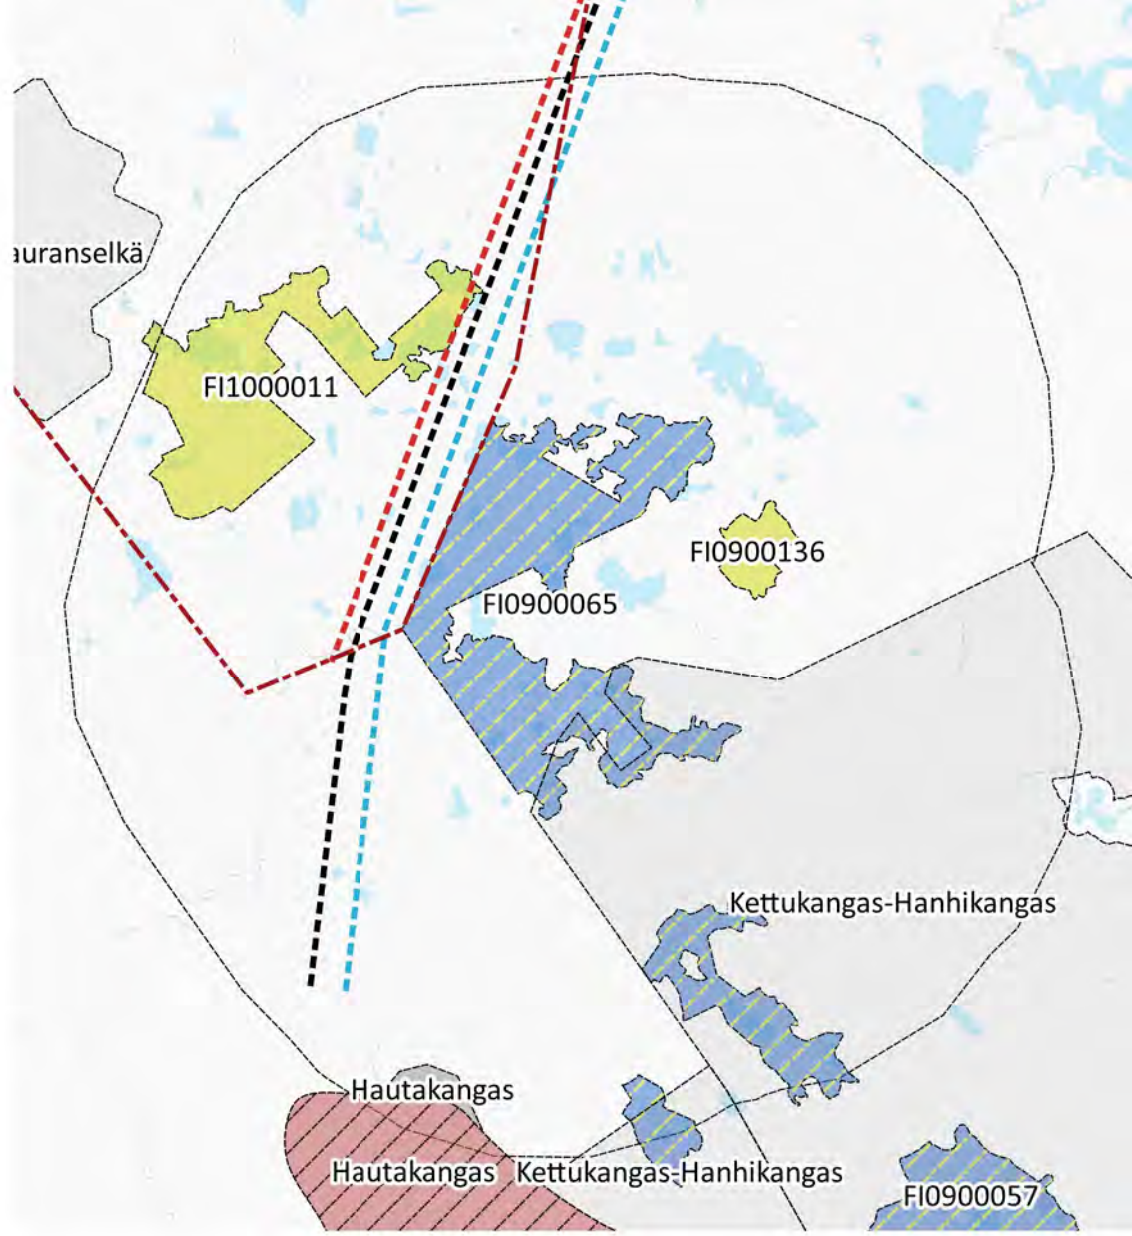 auranselkä
FI1000011
FI0900136
FI0900065
Kettukangas-Hanhikangas
Hautakangas
Hautakangas
Kettukangas-Hanhikangas
FI0900057